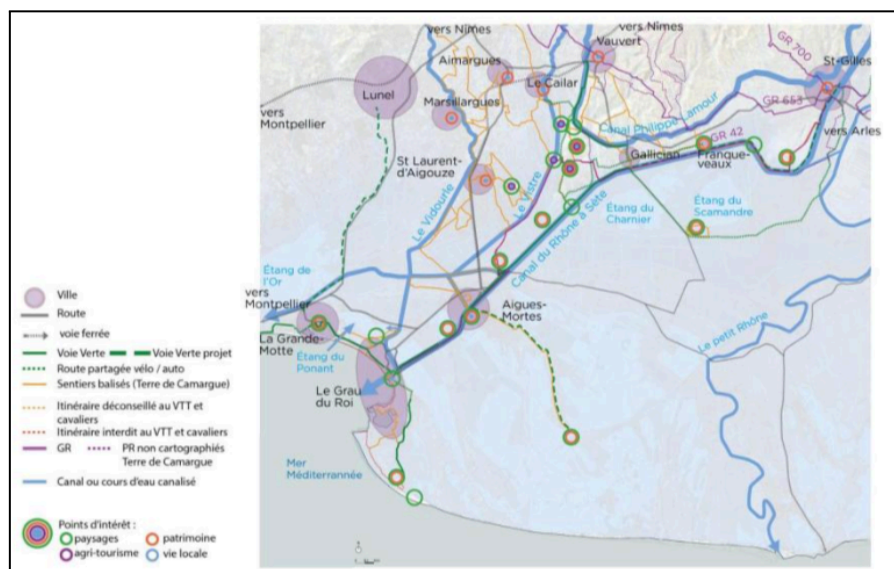 vers Nîmes
vers Nîmes
Vauvert
GR 700
St-Gilles
Aimargues
Le Cailar
Lunel
Marsillargues
GR 653
vers
Montpellier
Canal Philippe Lamour
vers Arles
GR 42
St Laurent-
d'Aigouze
Gallician
Franque-
veaux
Le Vidourle
Le Vistre
Étang du
Charnier
Étang du
Scamandre
Canal du Rhône à Sète
Étang de
l'Or
vers
Montpellier
Aigues-
Mortes
La Grande-
Motte
Étang du
Ponant
Le petit Rhône
Le Grau
du Roi
Mer
Méditerrannée
Ville
Route
voie ferrée
Voie Verte
Voie Verte projet
Route partagée vélo / auto
Sentiers balisés (Terre de Camargue)
Itinéraire déconseillé au VTT et
cavaliers
Itinéraire interdit au VTT et cavaliers
GR
PR non cartographiés
Terre de Camargue
Canal ou cours d'eau canalisé
Points d'intérêt :
paysages
patrimoine
agri-tourisme
vie locale